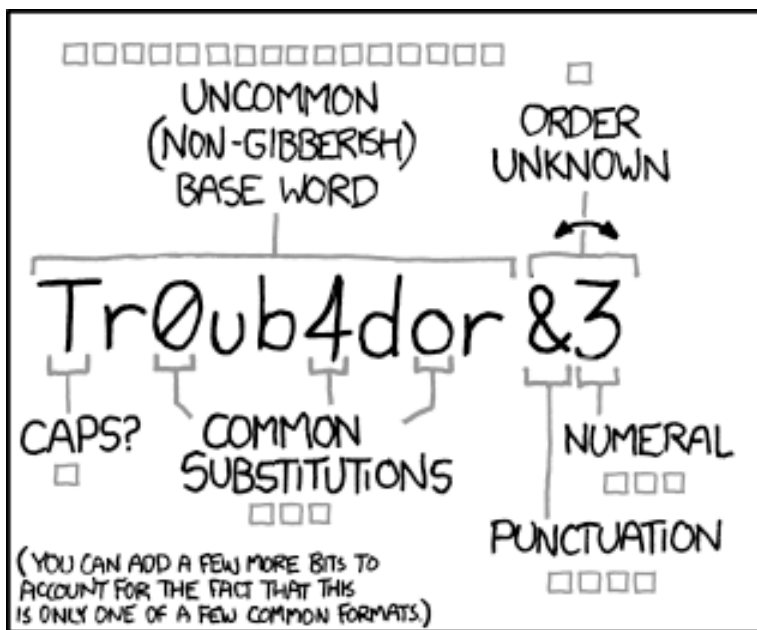 UNCOMMON
(NON-GIBBERISH)
BASE WORD
ORDER
UNKNOWN
Tr0ub4dor &3
CAPS?
COMMON
SUBSTITUTIONS
NUMERAL
PUNCTUATION
(YOU CAN ADD A FEW MORE BITS TO
ACCOUNT FOR THE FACT THAT THIS
IS ONLY ONE OF A FEW COMMON FORMATS.)